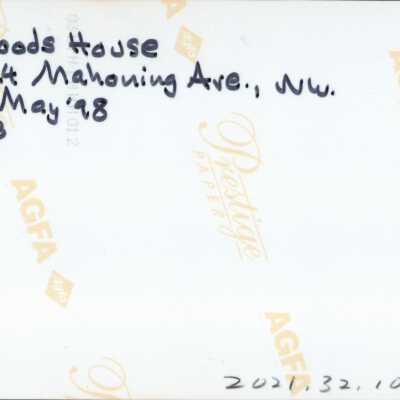 oods House
4 Mahoning Ave., NW.
May '98
AGFA
Prestige
PAPER
AGFA
AGFA
2021.32.10